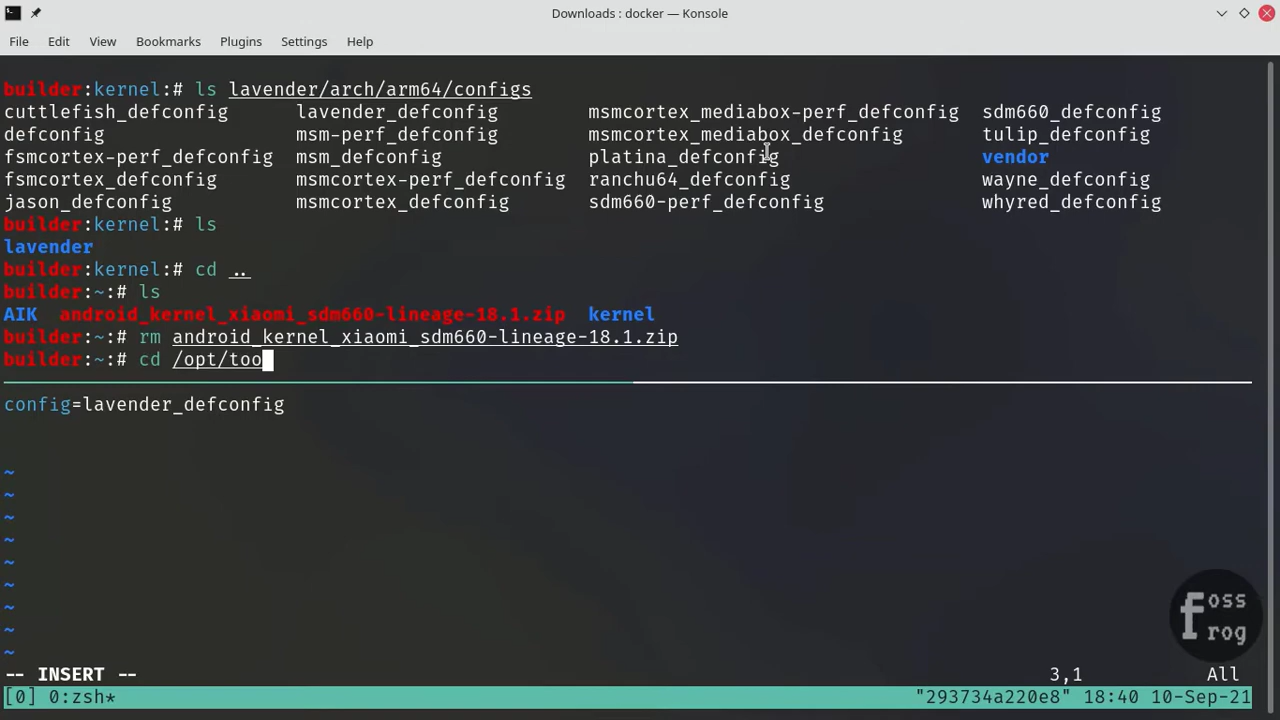 Downloads : docker — Konsole
File Edit View Bookmarks Plugins Settings Help
builder:kernel:# ls lavender/arch/arm64/configs
cuttlefish_defconfig lavender_defconfig msmcortex_mediabox-perf_defconfig sdm660_defconfig
defconfig msm-perf_defconfig msmcortex_mediabox_defconfig tulip_defconfig
fsmcortex-perf_defconfig msm_defconfig platina_defconfig vendor
fsmcortex_defconfig msmcortex-perf_defconfig ranchu64_defconfig wayne_defconfig
jason_defconfig msmcortex_defconfig sdm660-perf_defconfig whyred_defconfig
builder:kernel:# ls
lavender
builder:kernel:# cd ..
builder:~:# ls
AIK android_kernel_xiaomi_sdm660-lineage-18.1.zip kernel
builder:~:# rm android_kernel_xiaomi_sdm660-lineage-18.1.zip
builder:~:# cd /opt/too
config=lavender_defconfig
~
~
~
~
~
~
~
~
~
-- INSERT -- 3,1 All
[0] 0:zsh* "293734a220e8" 18:40 10-Sep-21
foss
frog